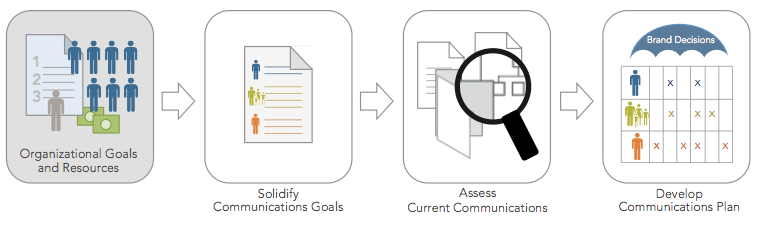 1
2
3
Organizational Goals
and Resources
Solidify
Communications Goals
Assess
Current Communications
Brand Decisions
X X
X X X
X X X X
Develop
Communications Plan